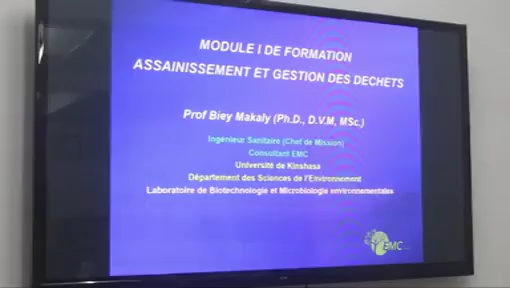 MODULE I DE FORMATION
ASSAINISSEMENT ET GESTION DES DECHETS
Prof Biey Makaly (Ph.D., D.V.M, MSc.)
Ingénieur Sanitaire (Chef de Mission)
Consultant EMC
Université de Kinshasa
Département des Sciences de l'Environnement
Laboratoire de Biotechnologie et Microbiologie environnementales
EMC